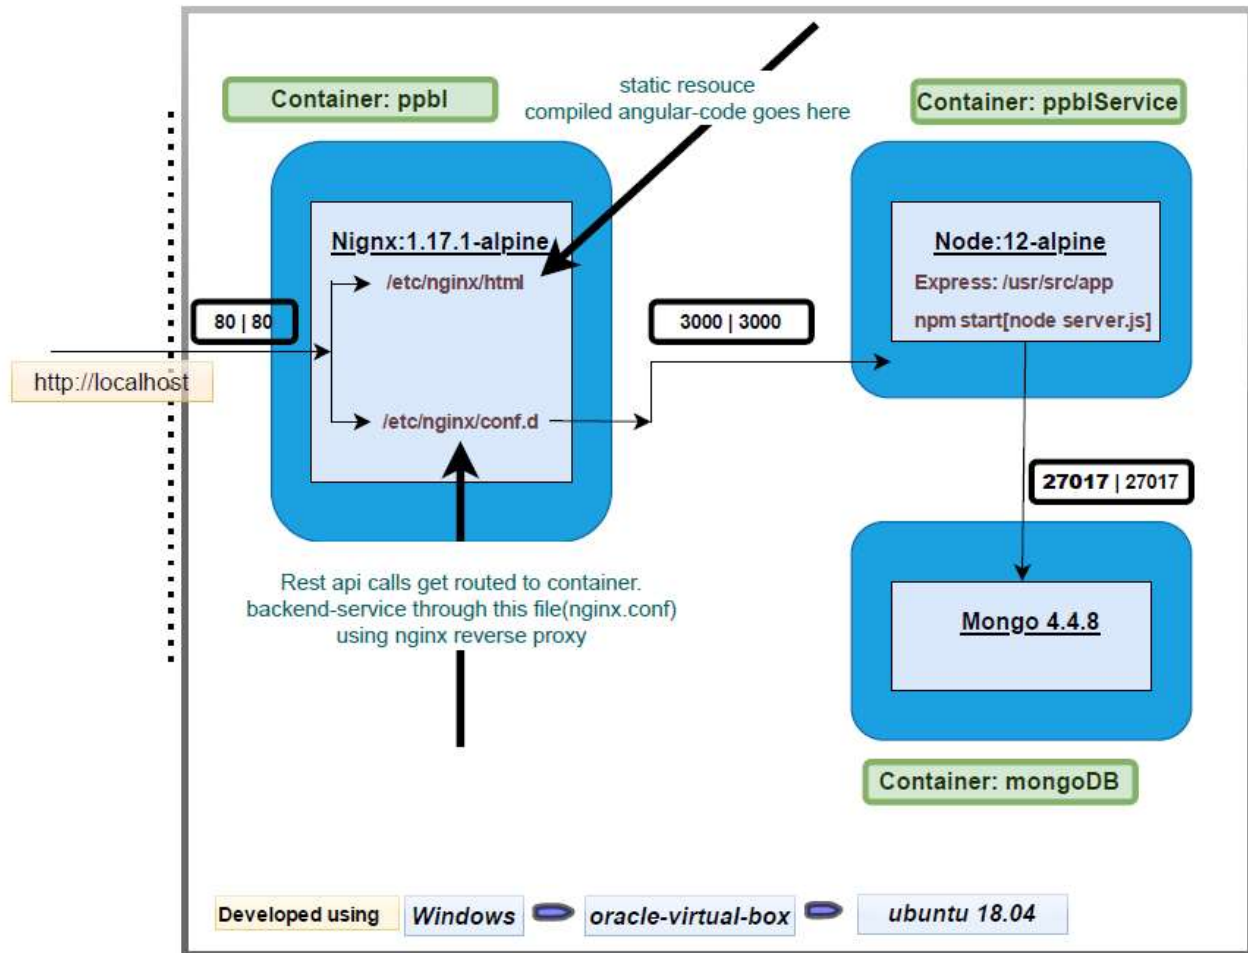 static resouce
compiled angular-code goes here
Container: ppbl
Container: ppblService
Nignx:1.17.1-alpine
/etc/nginx/html
/etc/nginx/conf.d
Node:12-alpine
Express: /usr/src/app
npm start[node server.js]
80 | 80
3000 | 3000
http://localhost
27017 | 27017
Rest api calls get routed to container.
backend-service through this file(nginx.conf)
using nginx reverse proxy
Mongo 4.4.8
Container: mongoDB
Developed using
Windows
oracle-virtual-box
ubuntu 18.04